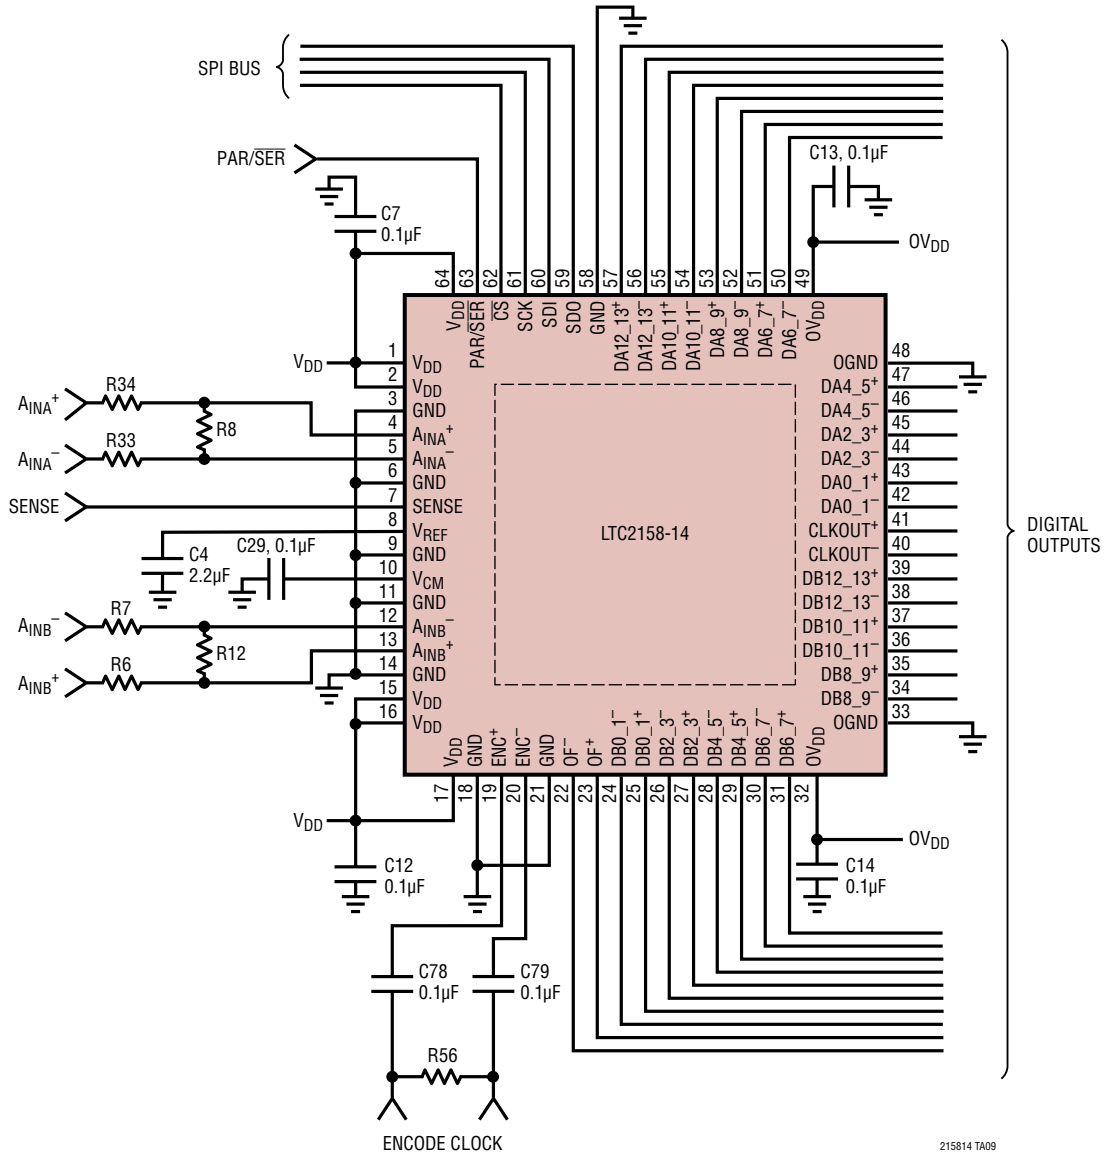 SPI BUS
PAR/SER
C7
0.1µF
C13, 0.1µF
OVDD
64
63
62
61
60
59
58
57
56
55
54
53
52
51
50
49
VDD
PAR/SER
CS
SCK
SDI
SDO
GND
DA12_13+
DA12_13−
DA10_11+
DA10_11−
DA8_9+
DA8_9−
DA6_7+
DA6_7−
OVDD
VDD
1 VDD
2 VDD
3 GND
4 AINA+
5 AINA−
6 GND
7 SENSE
8 VREF
9 GND
10 VCM
11 GND
12 AINB−
13 AINB+
14 GND
15 VDD
16 VDD
AINA+
R34
R8
AINA−
R33
SENSE
C4
2.2µF
C29, 0.1µF
AINB−
R7
R12
AINB+
R6
LTC2158-14
OGND 48
DA4_5+ 47
DA4_5− 46
DA2_3+ 45
DA2_3− 44
DA0_1+ 43
DA0_1− 42
CLKOUT+ 41
CLKOUT− 40
DB12_13+ 39
DB12_13− 38
DB10_11+ 37
DB10_11− 36
DB8_9+ 35
DB8_9− 34
OGND 33
DIGITAL
OUTPUTS
VDD
GND
ENC+
ENC−
GND
OF−
OF+
DB0_1−
DB0_1+
DB2_3−
DB2_3+
DB4_5−
DB4_5+
DB6_7−
DB6_7+
OVDD
17
18
19
20
21
22
23
24
25
26
27
28
29
30
31
32
VDD
C12
0.1µF
OVDD
C14
0.1µF
C78
0.1µF
C79
0.1µF
R56
ENCODE CLOCK
215814 TA09